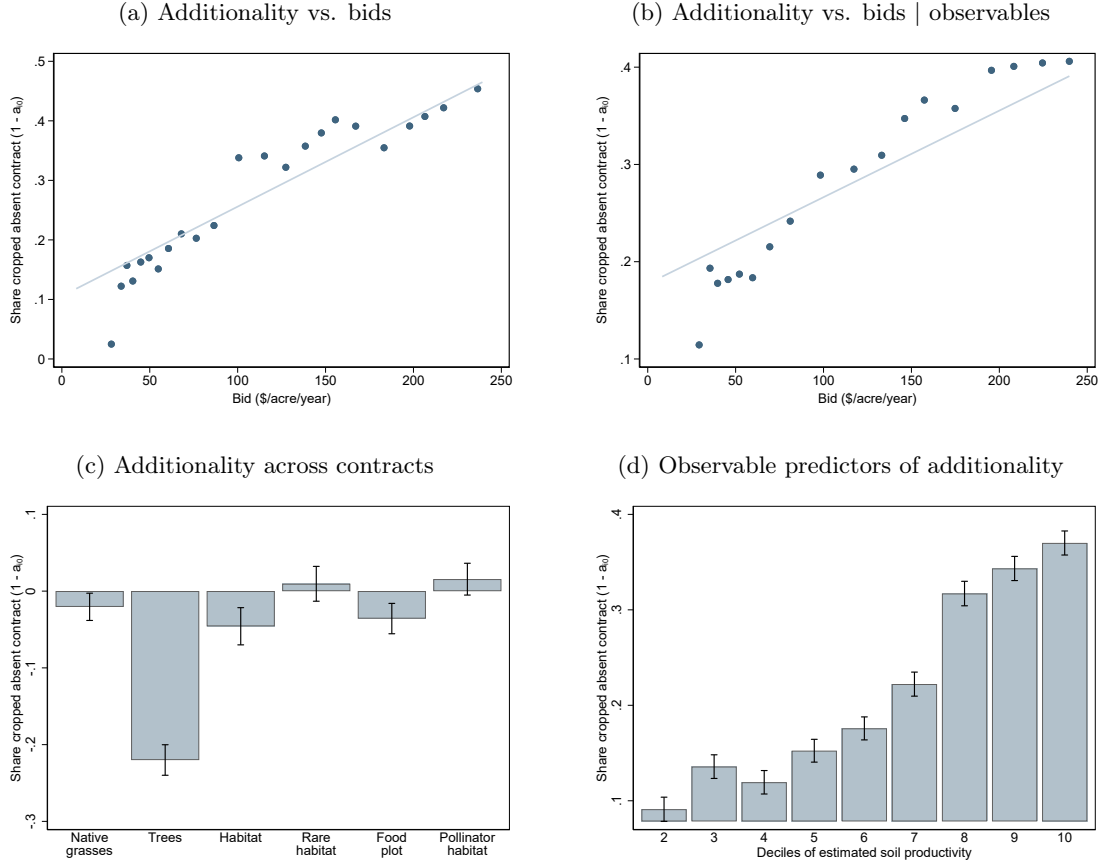 (a) Additionality vs. bids
Share cropped absent contract (1 - aᵢ₀)
.5
.4
.3
.2
.1
0
0 50 100 150 200 250
Bid ($/acre/year)
(b) Additionality vs. bids | observables
Share cropped absent contract (1 - aᵢ₀)
.4
.3
.2
.1
0 50 100 150 200 250
Bid ($/acre/year)
(c) Additionality across contracts
Share cropped absent contract (1 - aᵢ₀)
.1
0
-.1
-.2
-.3
Native Trees Habitat Rare Food Pollinator
grasses habitat plot habitat
(d) Observable predictors of additionality
Share cropped absent contract (1 - aᵢ₀)
.4
.3
.2
.1
2 3 4 5 6 7 8 9 10
Deciles of estimated soil productivity